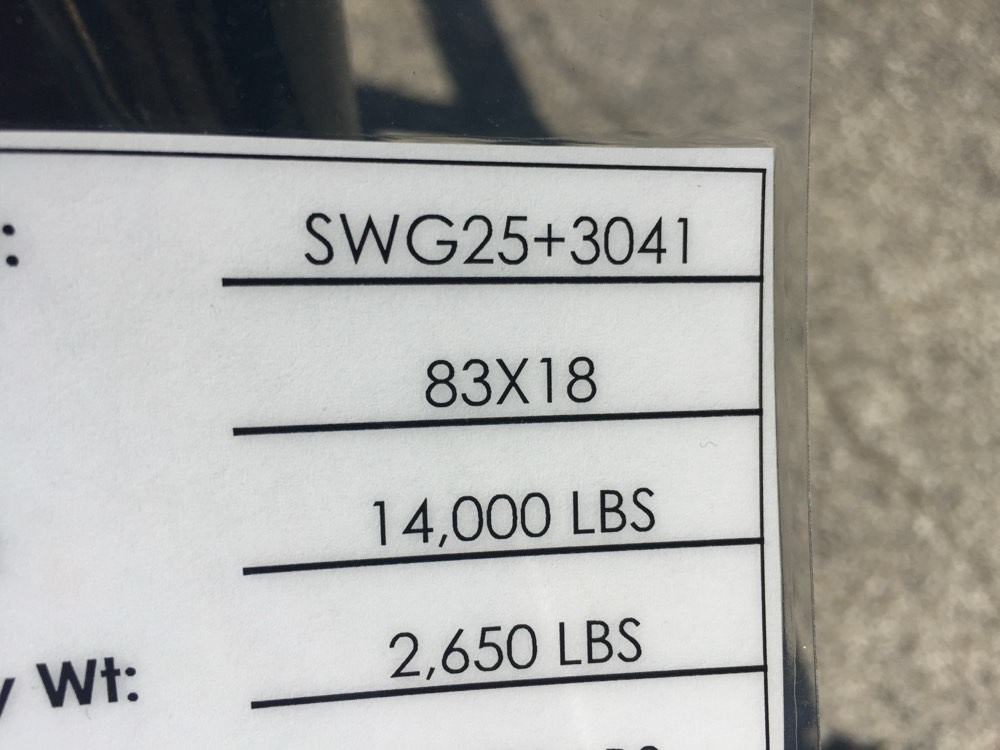 : SWG25+3041
83X18
14,000 LBS
y Wt: 2,650 LBS